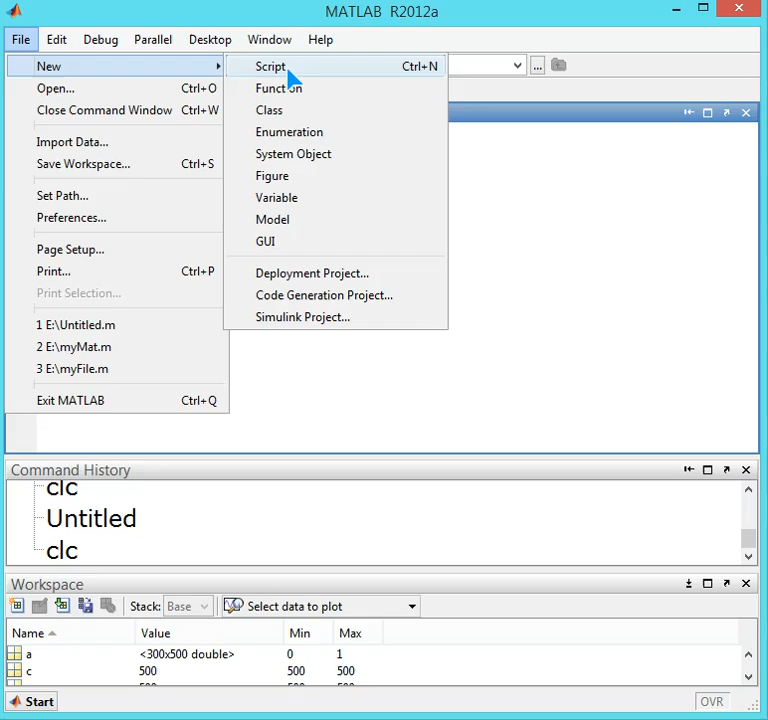 MATLAB R2012a
File Edit Debug Parallel Desktop Window Help
New
Open... Ctrl+O
Close Command Window Ctrl+W
Import Data...
Save Workspace... Ctrl+S
Set Path...
Preferences...
Page Setup...
Print... Ctrl+P
Print Selection...
1 E:\Untitled.m
2 E:\myMat.m
3 E:\myFile.m
Exit MATLAB Ctrl+Q
Script Ctrl+N
Function
Class
Enumeration
System Object
Figure
Variable
Model
GUI
Deployment Project...
Code Generation Project...
Simulink Project...
...
Command History
clc
Untitled
clc
Workspace
Stack: Base Select data to plot
Name Value Min Max
a <300x500 double> 0 1
c 500 500 500
Start OVR